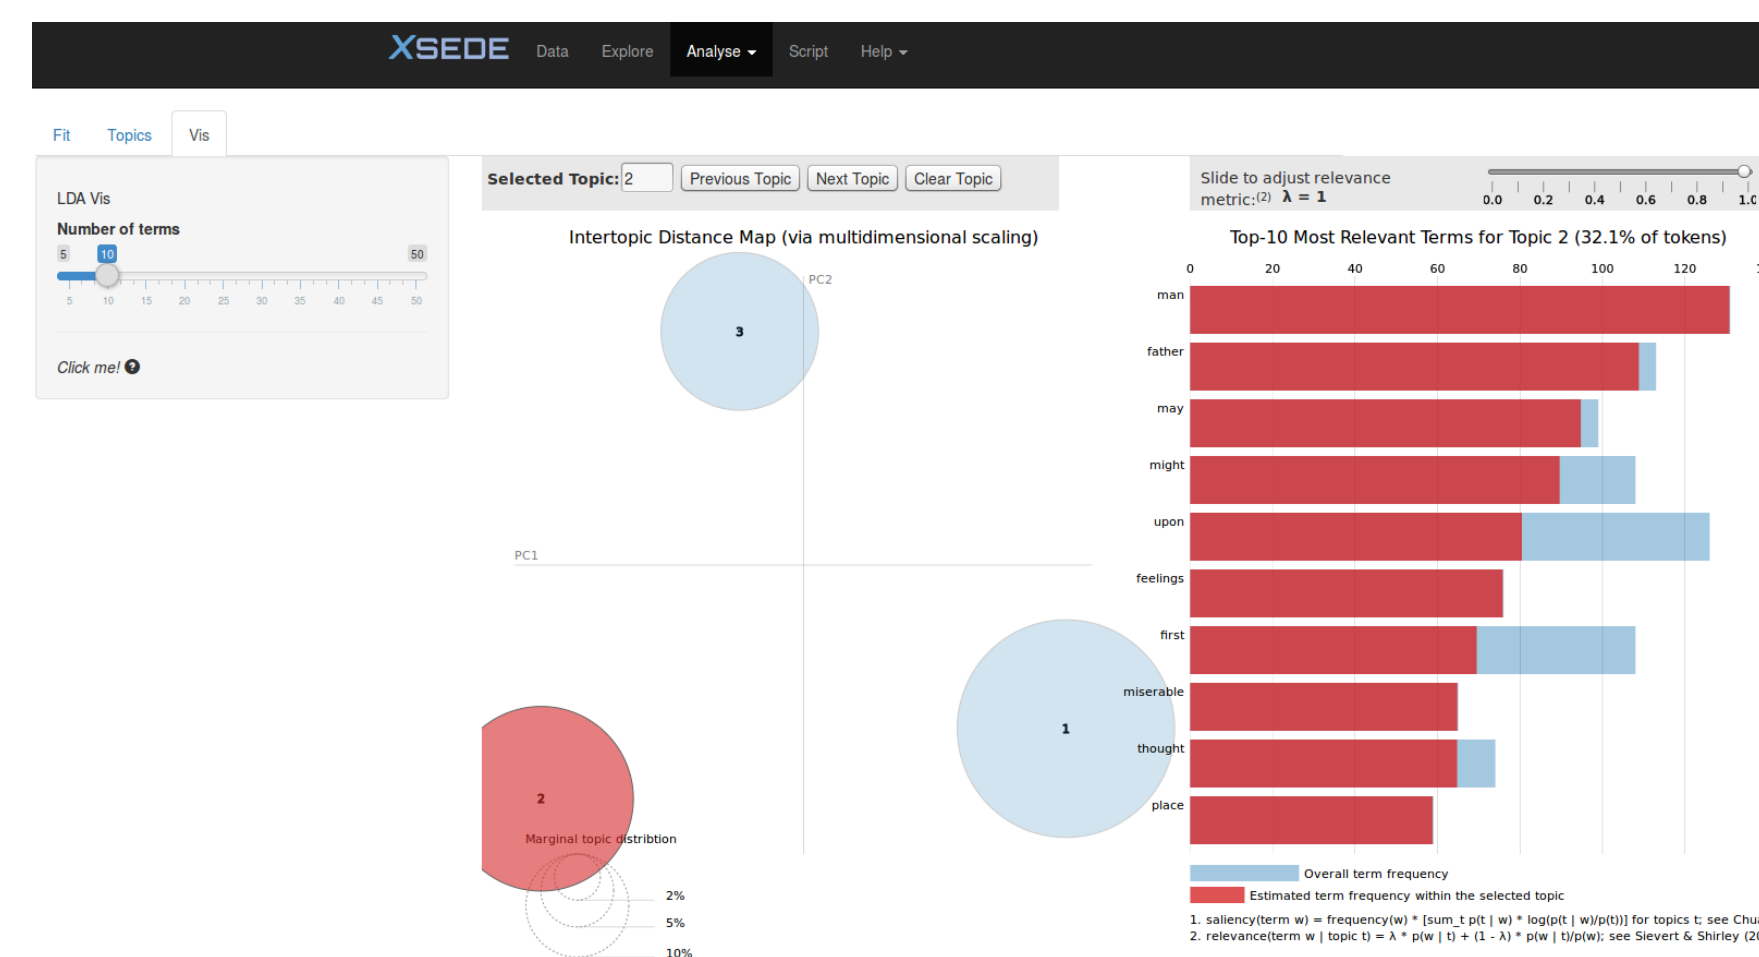 XSEDE Data Explore Analyse Script Help
Fit Topics Vis
LDA Vis
Number of terms
5 10 50
5 10 15 20 25 30 35 40 45 50
Click me!
Selected Topic: 2 Previous Topic Next Topic Clear Topic
Slide to adjust relevance
metric:(2) λ = 1
0.0 0.2 0.4 0.6 0.8 1.0
Intertopic Distance Map (via multidimensional scaling)
PC2
3
PC1
1
2
Marginal topic distribtion
2%
5%
10%
Top-10 Most Relevant Terms for Topic 2 (32.1% of tokens)
0 20 40 60 80 100 120
man
father
may
might
upon
feelings
first
miserable
thought
place
Overall term frequency
Estimated term frequency within the selected topic
1. saliency(term w) = frequency(w) * [sum_t p(t | w) * log(p(t | w)/p(t))] for topics t; see
2. relevance(term w | topic t) = λ * p(w | t) + (1 - λ) * p(w | t)/p(w); see Sievert & Shirley